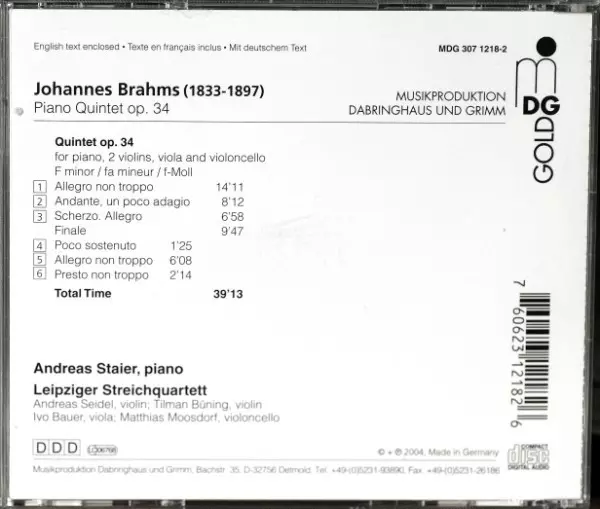 English text enclosed • Texte en français inclus • Mit deutschem Text
MDG 307 1218-2
Johannes Brahms (1833-1897)
Piano Quintet op. 34
MUSIKPRODUKTION
DABRINGHAUS UND GRIMM
DG
GOLD
Quintet op. 34
for piano, 2 violins, viola and violoncello
F minor / fa mineur / f-Moll
1 Allegro non troppo 14'11
2 Andante, un poco adagio 8'12
3 Scherzo. Allegro 6'58
Finale 9'47
4 Poco sostenuto 1'25
5 Allegro non troppo 6'08
6 Presto non troppo 2'14
Total Time 39'13
7 60623 12182 6
Andreas Staier, piano
Leipziger Streichquartett
Andreas Seidel, violin; Tilman Büning, violin
Ivo Bauer, viola; Matthias Moosdorf, violoncello
DDD
© + ℗ 2004, Made in Germany
COMPACT
disc
DIGITAL AUDIO
Musikproduktion Dabringhaus und Grimm, Bachstr. 35, D-32756 Detmold, Tel. +49-(0)5231-93890, Fax: +49-(0)5231-26186